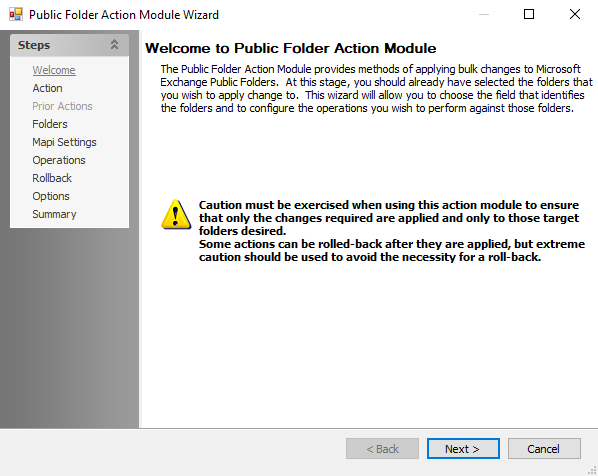 Public Folder Action Module Wizard
Steps
Welcome
Action
Prior Actions
Folders
Mapi Settings
Operations
Rollback
Options
Summary
Welcome to Public Folder Action Module
The Public Folder Action Module provides methods of applying bulk changes to Microsoft
Exchange Public Folders.  At this stage, you should already have selected the folders that
you wish to apply change to.  This wizard will allow you to choose the field that identifies
the folders and to configure the operations you wish to perform against those folders.
Caution must be exercised when using this action module to ensure
that only the changes required are applied and only to those target
folders desired.
Some actions can be rolled-back after they are applied, but extreme
caution should be used to avoid the necessity for a roll-back.
< Back
Next >
Cancel